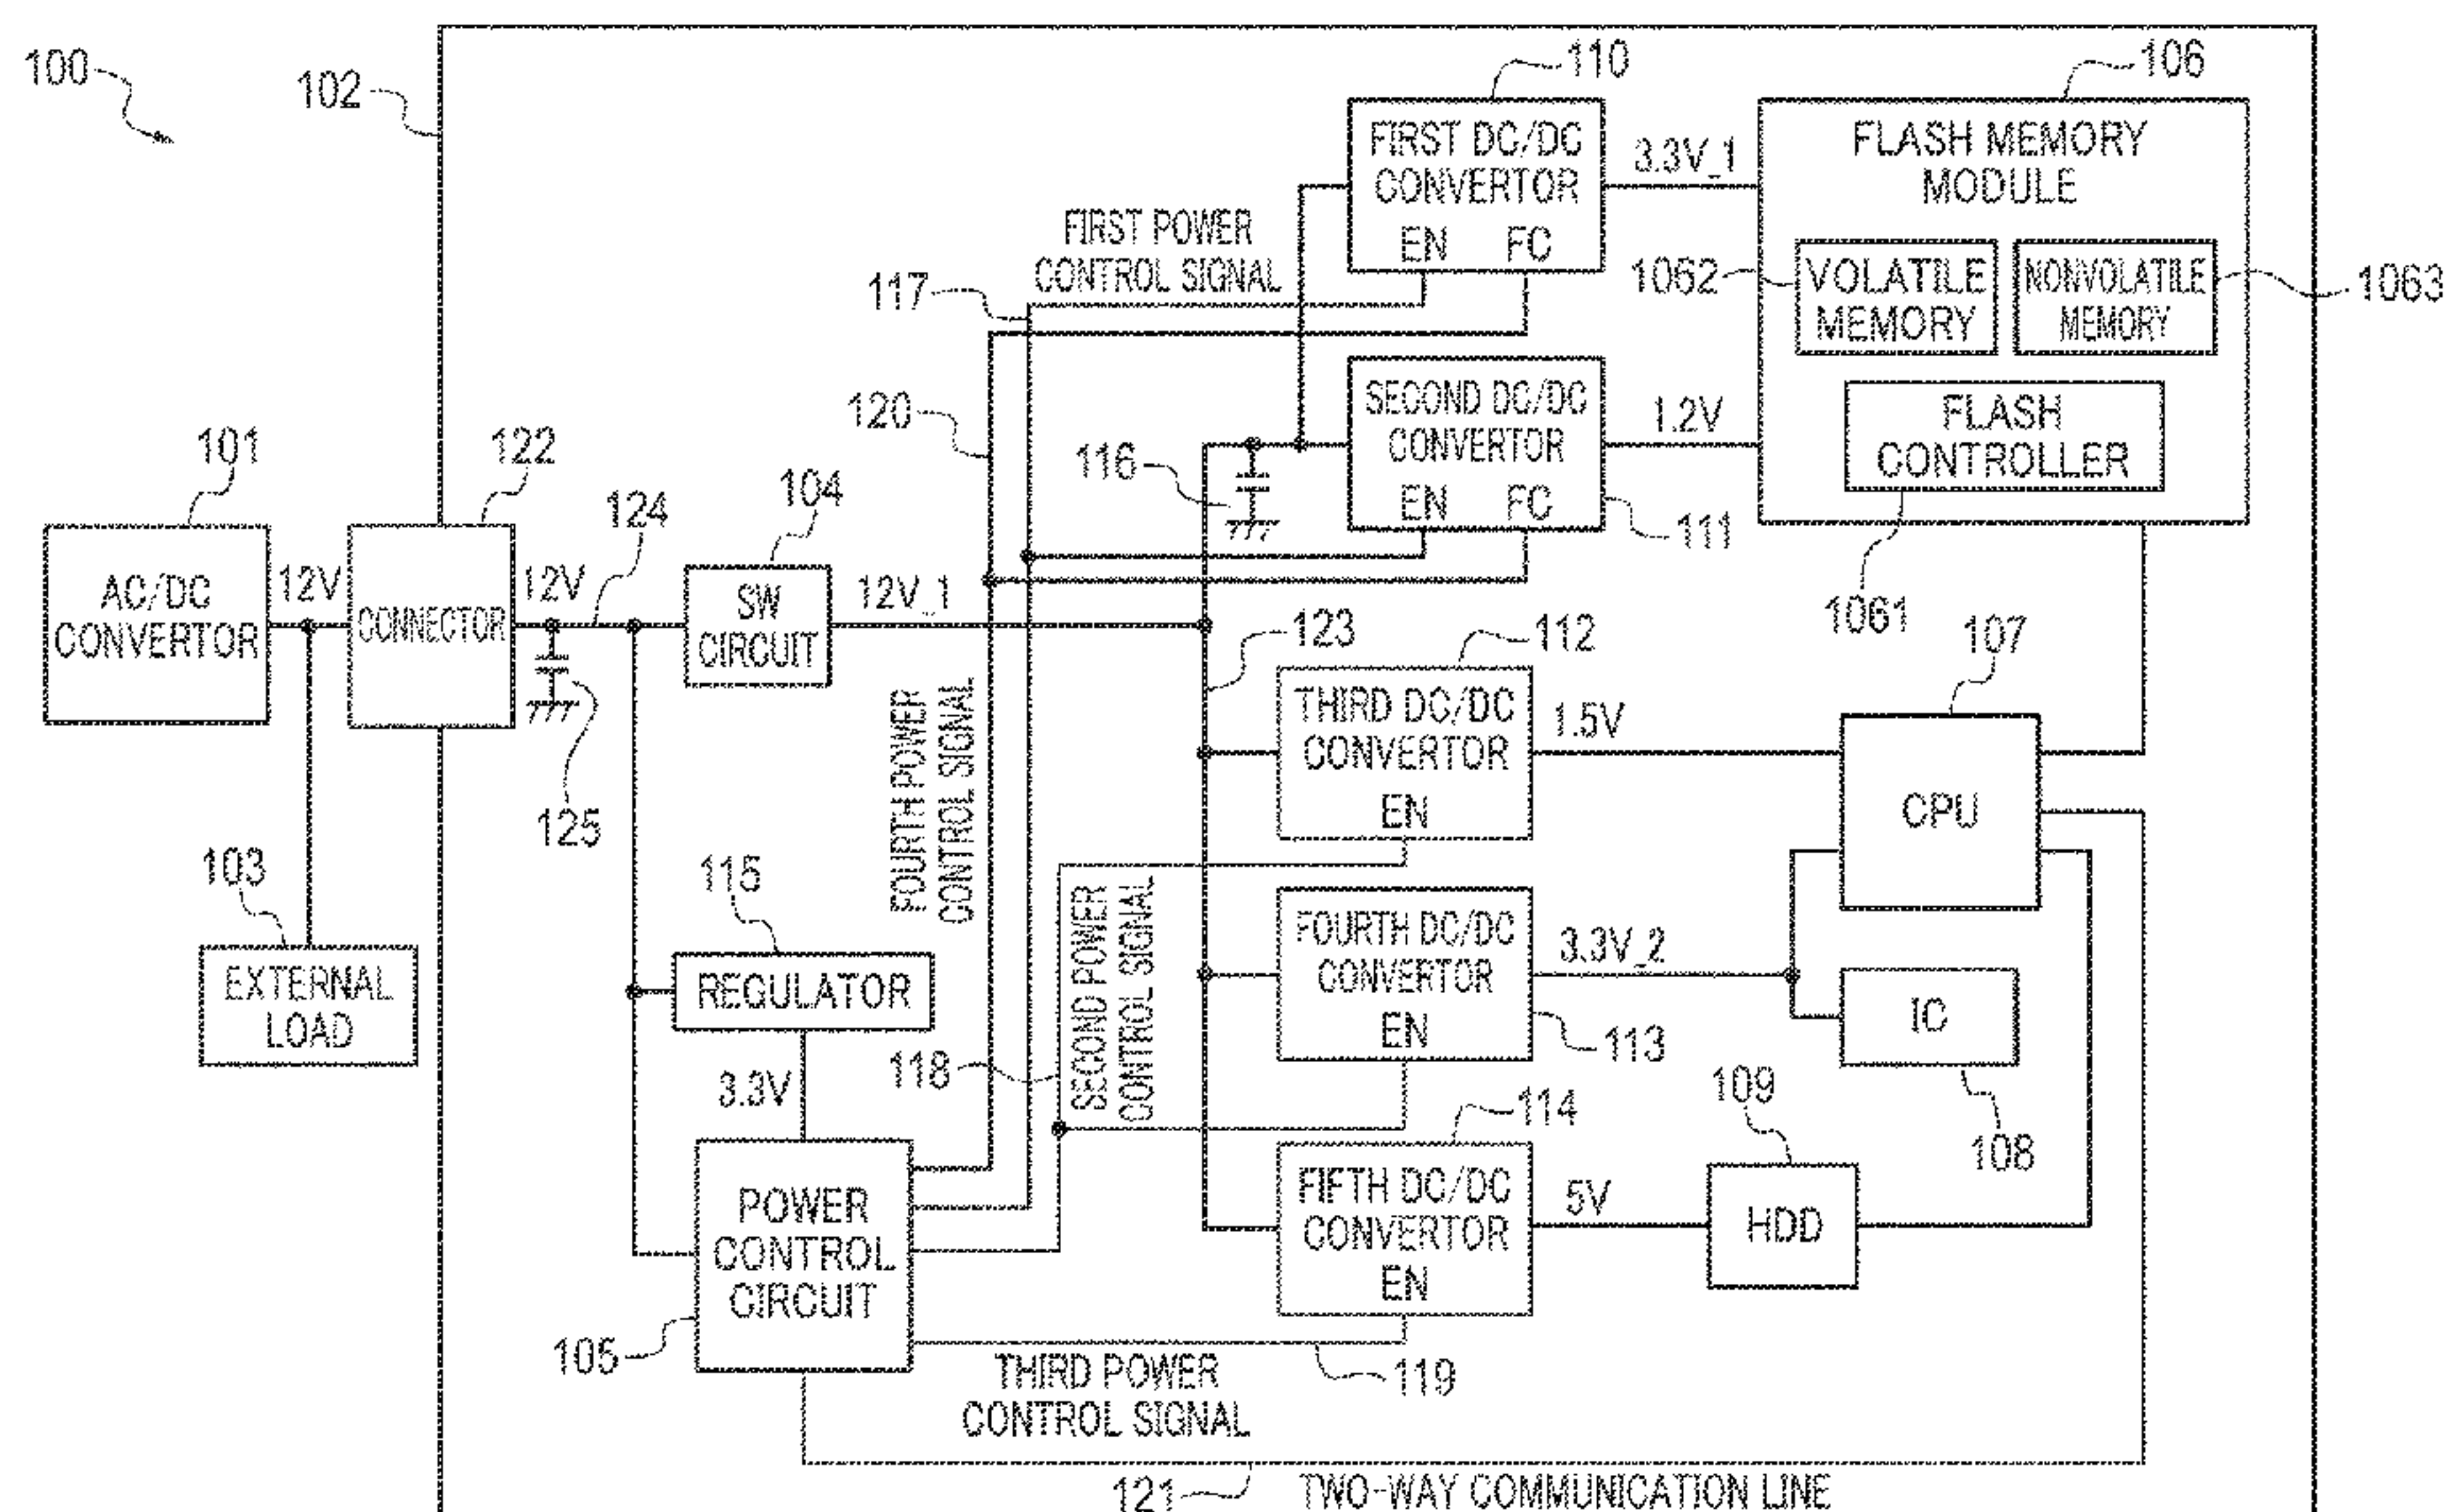 100
102
110
106
FIRST DC/DC
CONVERTOR
EN FC
3.3V_1
FLASH MEMORY
MODULE
1062
VOLATILE
MEMORY
NONVOLATILE
MEMORY
1063
FLASH
CONTROLLER
1061
FIRST POWER
CONTROL SIGNAL
117
120
116
SECOND DC/DC
CONVERTOR
EN FC
1.2V
111
101
AC/DC
CONVERTOR
12V
122
CONNECTOR
12V
124
125
104
SW
CIRCUIT
12V_1
123
112
THIRD DC/DC
CONVERTOR
EN
1.5V
107
CPU
103
EXTERNAL
LOAD
115
REGULATOR
3.3V
FOURTH POWER
CONTROL SIGNAL
118
SECOND POWER
CONTROL SIGNAL
FOURTH DC/DC
CONVERTOR
EN
3.3V_2
113
IC
108
114
FIFTH DC/DC
CONVERTOR
EN
5V
109
HDD
POWER
CONTROL
CIRCUIT
105
THIRD POWER
CONTROL SIGNAL
119
121
TWO-WAY COMMUNICATION LINE